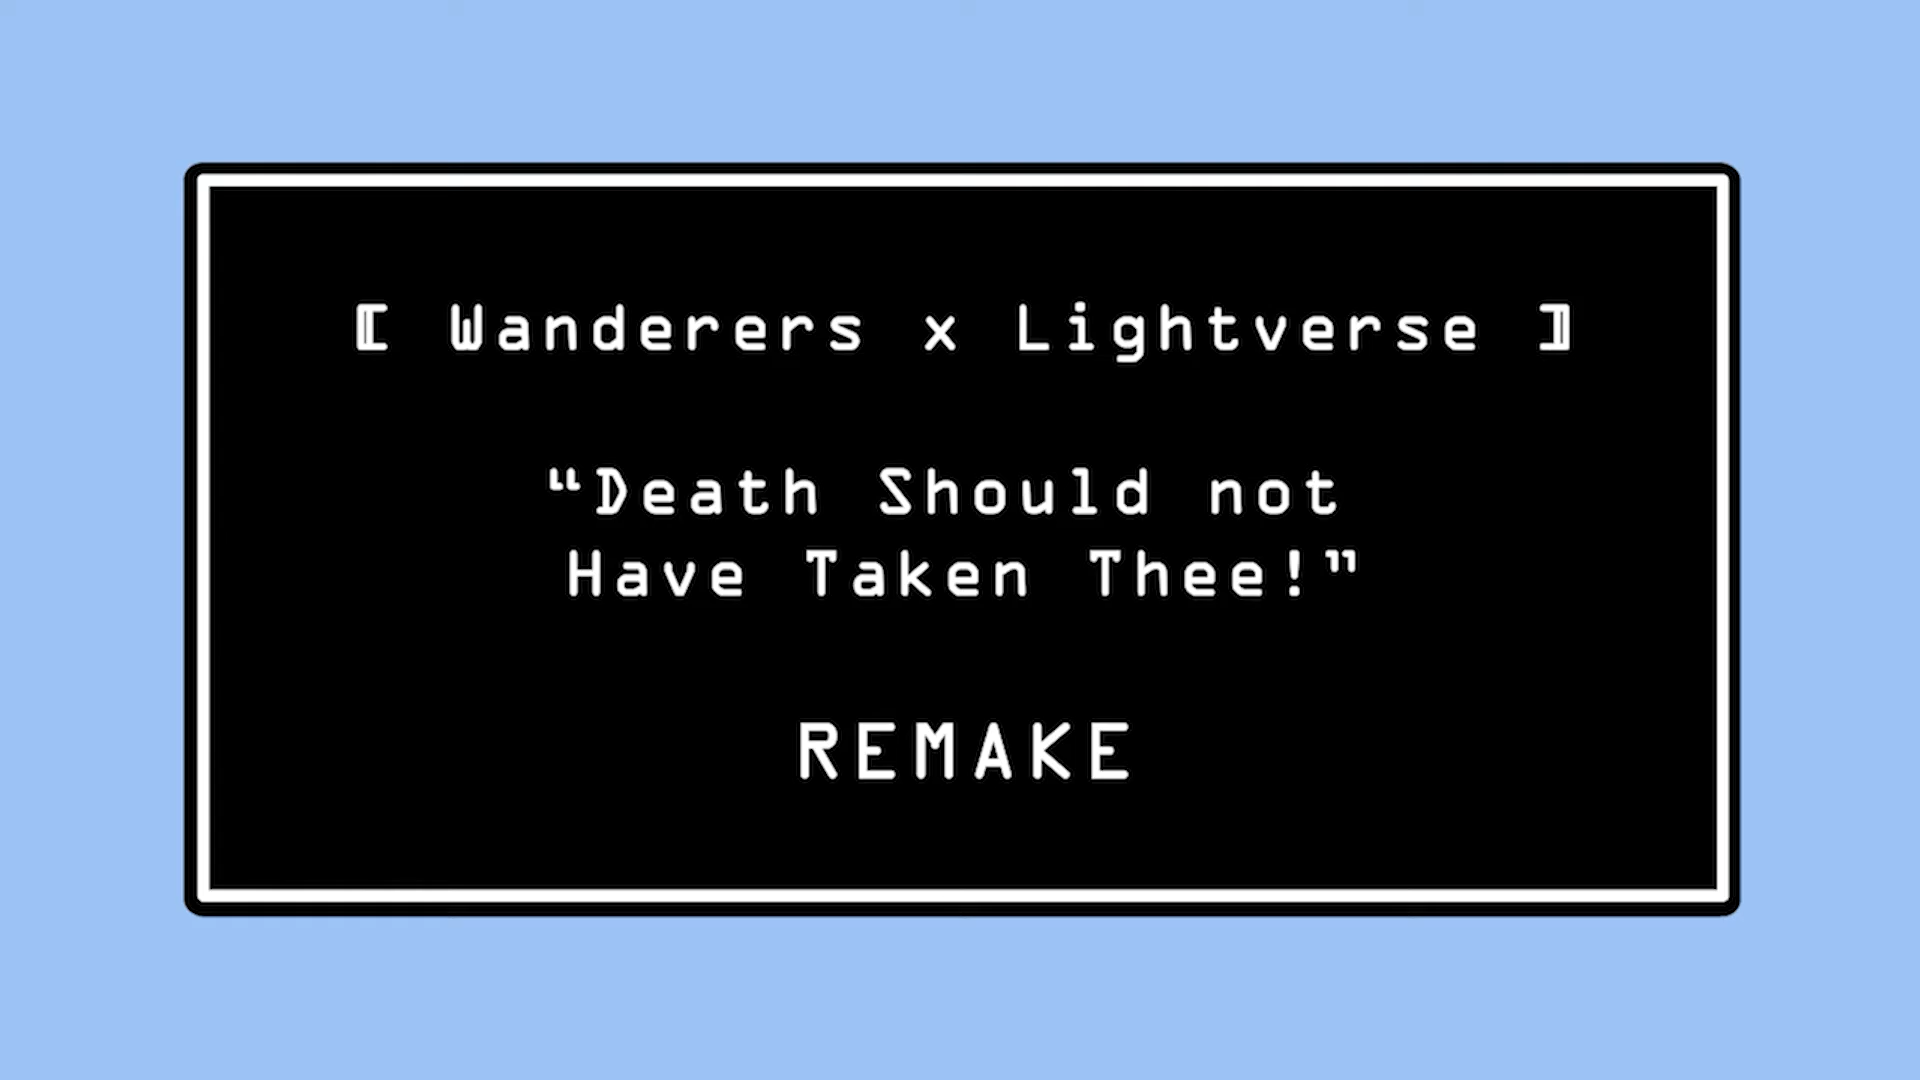 〚 Wanderers x Lightverse 〛
“Death Should not
Have Taken Thee!”
REMAKE